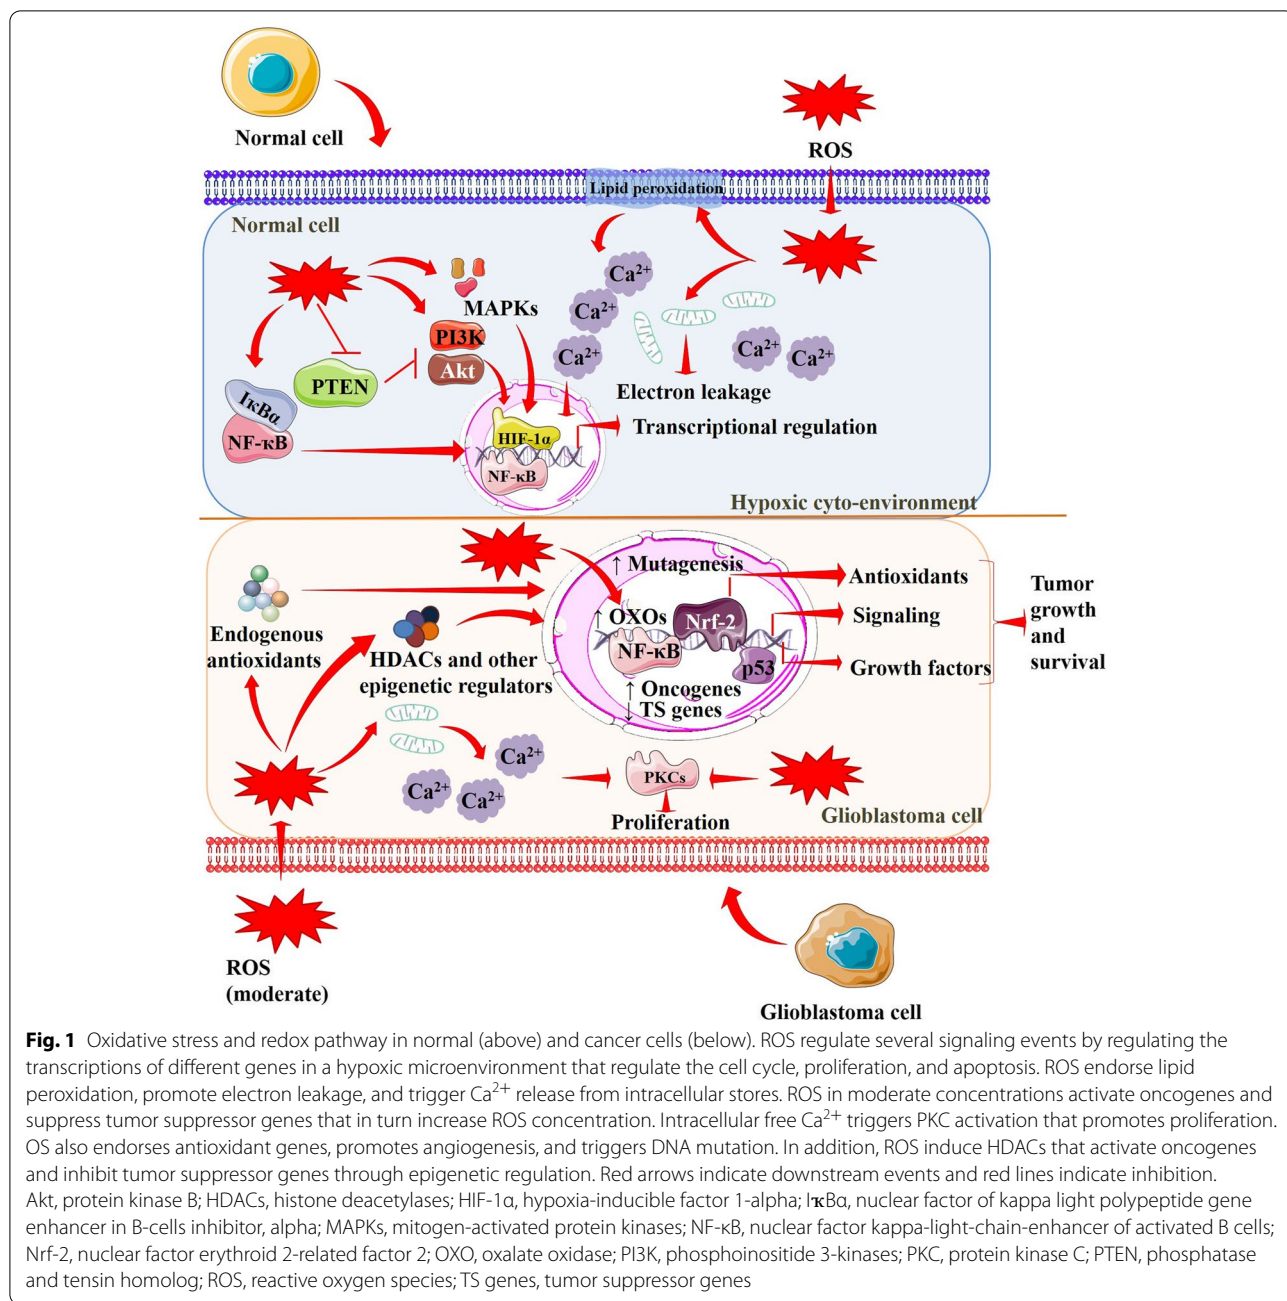 Normal cell
ROS
Lipid peroxidation
Normal cell
Ca²⁺
Ca²⁺
Ca²⁺
Ca²⁺
Ca²⁺
MAPKs
PI3K
Akt
PTEN
IκBα
NF-κB
Electron leakage
Transcriptional regulation
HIF-1α
NF-κB
Hypoxic cyto-environment
↑ Mutagenesis
↑ OXOs
Nrf-2
NF-κB
p53
↑ Oncogenes
↓ TS genes
Antioxidants
Signaling
Growth factors
Tumor
growth
and
survival
Endogenous
antioxidants
HDACs and other
epigenetic regulators
Ca²⁺
Ca²⁺
Ca²⁺
PKCs
Proliferation
Glioblastoma cell
ROS
(moderate)
Glioblastoma cell
Fig. 1 Oxidative stress and redox pathway in normal (above) and cancer cells (below). ROS regulate several signaling events by regulating the
transcriptions of different genes in a hypoxic microenvironment that regulate the cell cycle, proliferation, and apoptosis. ROS endorse lipid
peroxidation, promote electron leakage, and trigger Ca²⁺ release from intracellular stores. ROS in moderate concentrations activate oncogenes and
suppress tumor suppressor genes that in turn increase ROS concentration. Intracellular free Ca²⁺ triggers PKC activation that promotes proliferation.
OS also endorses antioxidant genes, promotes angiogenesis, and triggers DNA mutation. In addition, ROS induce HDACs that activate oncogenes
and inhibit tumor suppressor genes through epigenetic regulation. Red arrows indicate downstream events and red lines indicate inhibition.
Akt, protein kinase B; HDACs, histone deacetylases; HIF-1α, hypoxia-inducible factor 1-alpha; IκBα, nuclear factor of kappa light polypeptide gene
enhancer in B-cells inhibitor, alpha; MAPKs, mitogen-activated protein kinases; NF-κB, nuclear factor kappa-light-chain-enhancer of activated B cells;
Nrf-2, nuclear factor erythroid 2-related factor 2; OXO, oxalate oxidase; PI3K, phosphoinositide 3-kinases; PKC, protein kinase C; PTEN, phosphatase
and tensin homolog; ROS, reactive oxygen species; TS genes, tumor suppressor genes